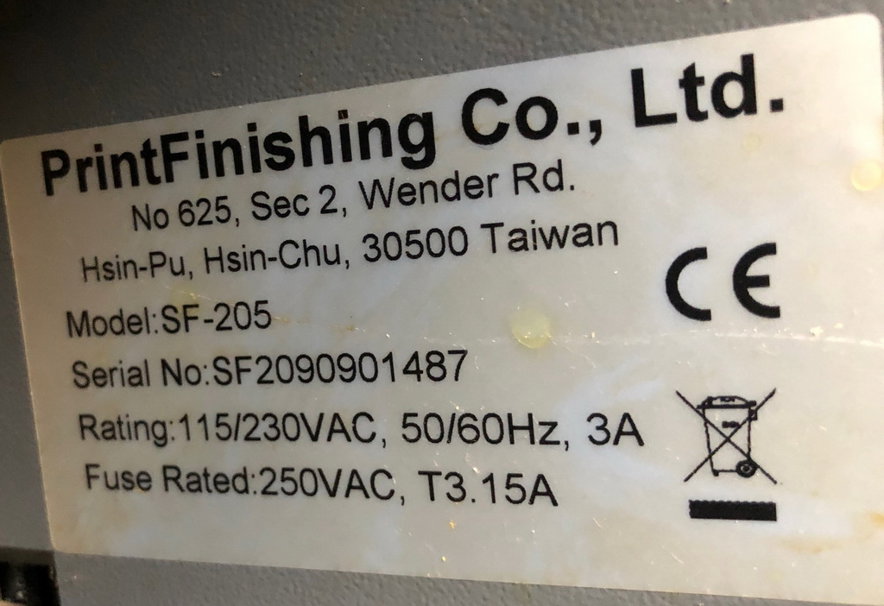 PrintFinishing Co., Ltd.
No 625, Sec 2, Wender Rd.
Hsin-Pu, Hsin-Chu, 30500 Taiwan
CE
Model:SF-205
Serial No:SF2090901487
Rating:115/230VAC, 50/60Hz, 3A
Fuse Rated:250VAC, T3.15A